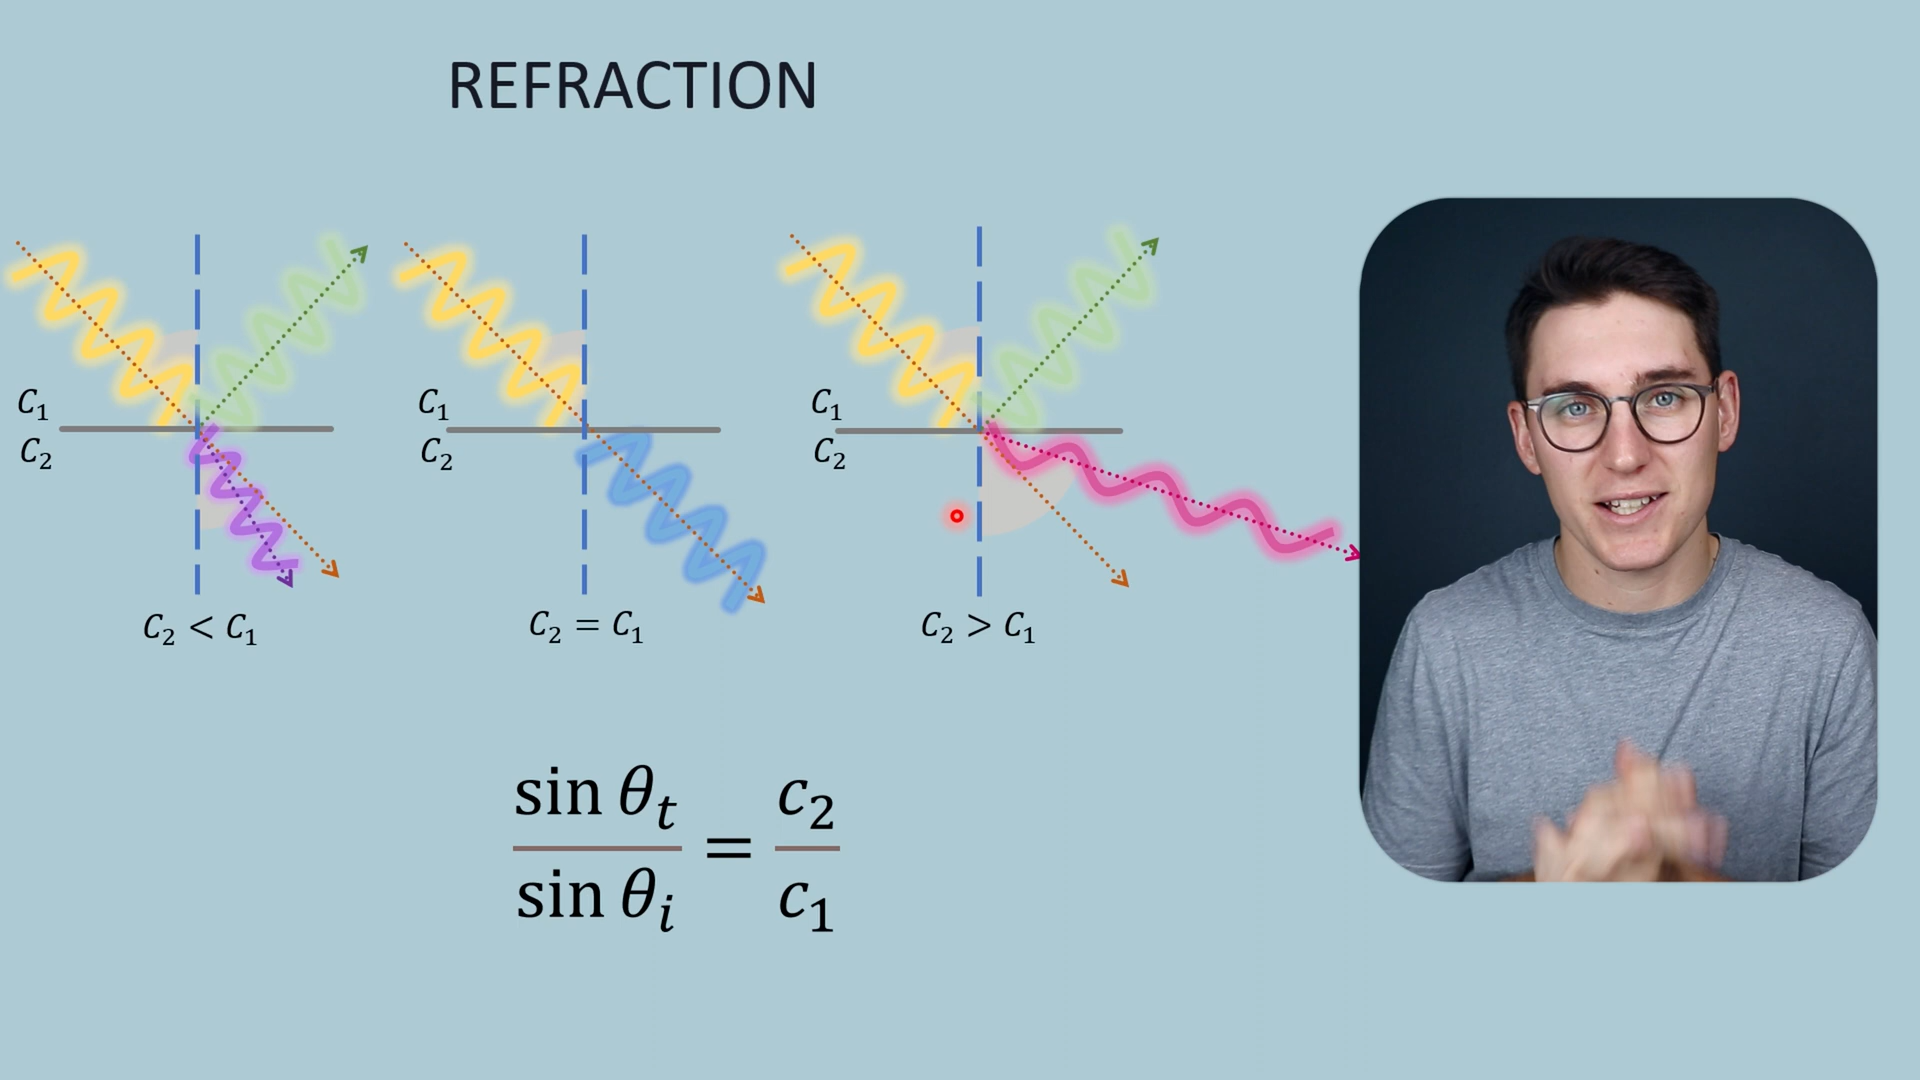 REFRACTION
C₁
C₂
C₂ < C₁
C₁
C₂
C₂ = C₁
C₁
C₂
C₂ > C₁
sin θₜ / sin θᵢ = c₂ / c₁